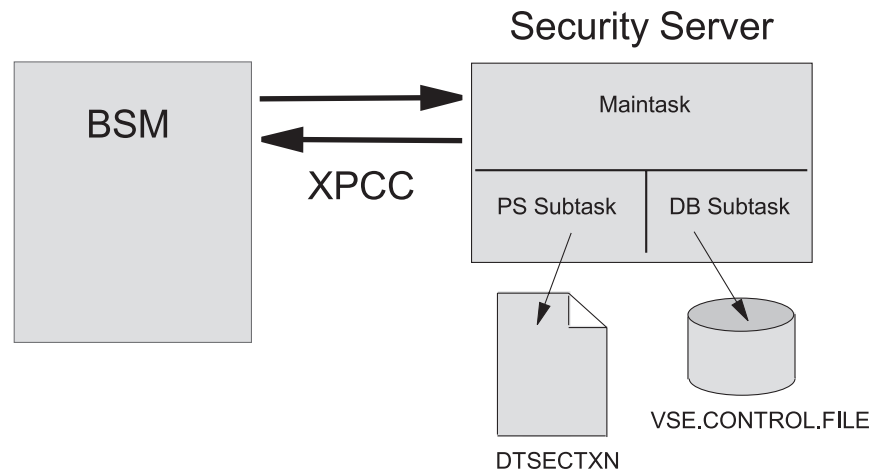 Security Server
BSM
Maintask
XPCC
PS Subtask
DB Subtask
VSE.CONTROL.FILE
DTSECTXN